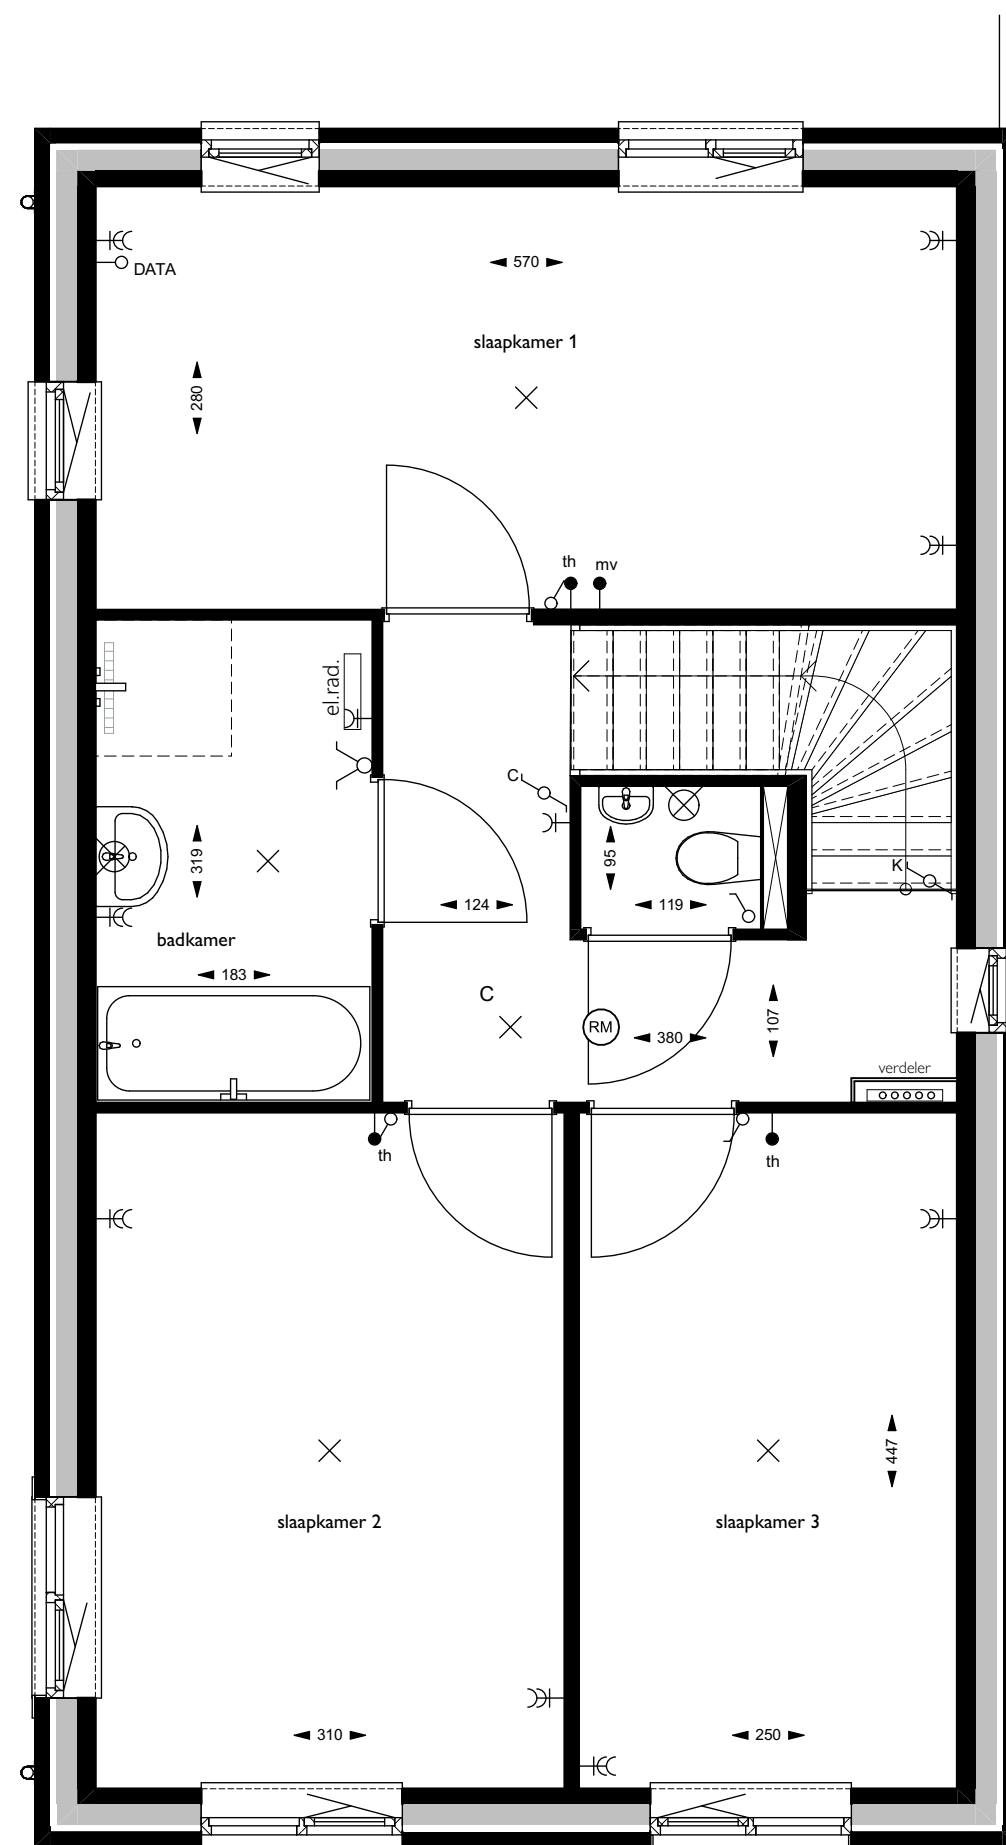 DATA
570
slaapkamer 1
280
th
mv
el.rad.
C
95
319
124
119
K
badkamer
183
C
RM
380
107
verdeler
th
th
447
slaapkamer 2
slaapkamer 3
310
250